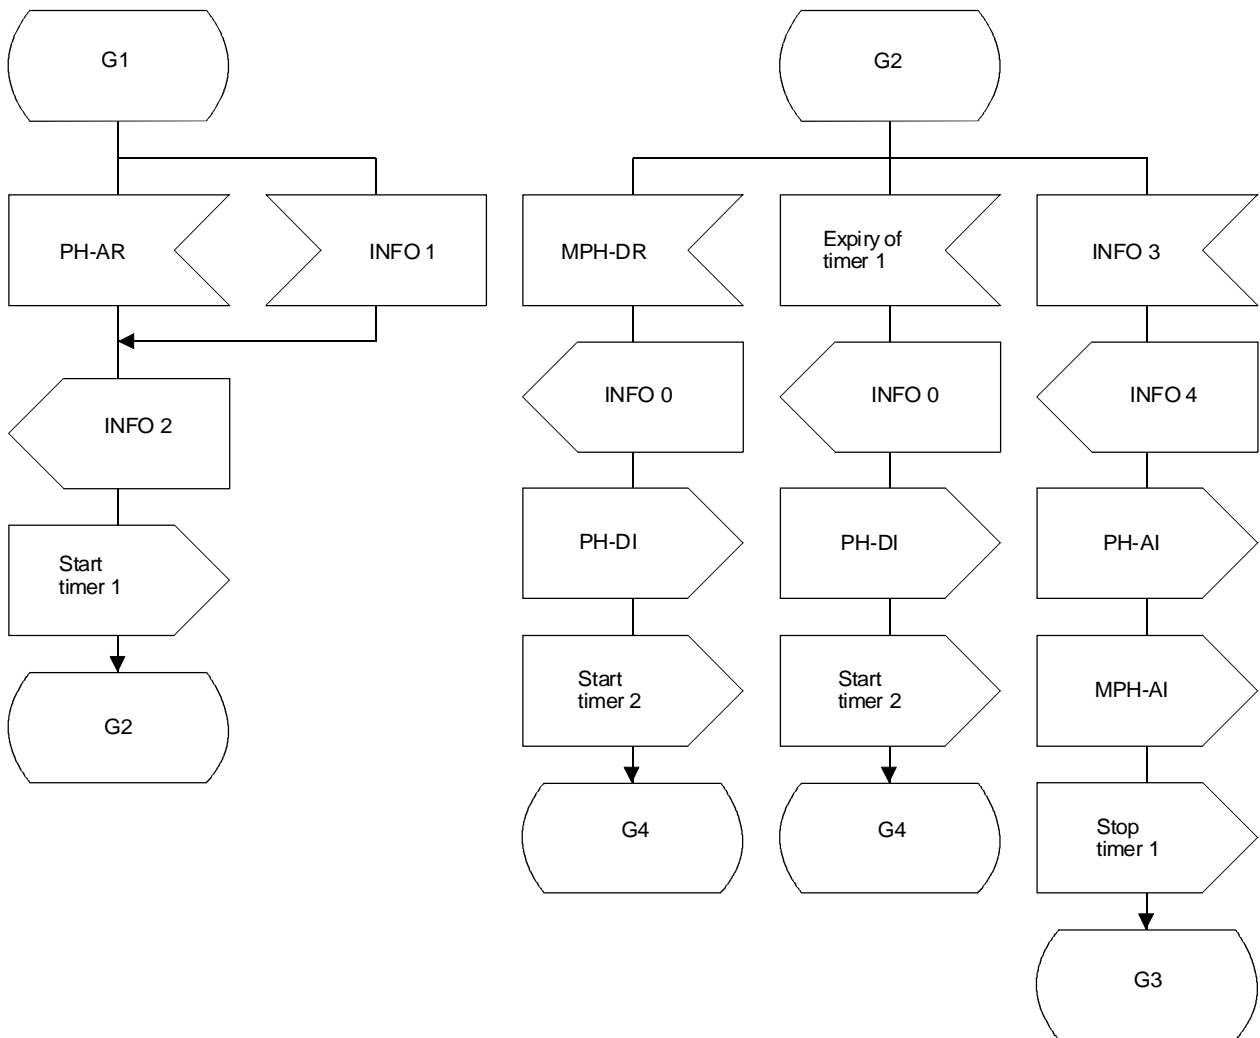 G1
G2
PH-AR
INFO 1
MPH-DR
Expiry of
timer 1
INFO 3
INFO 2
INFO 0
INFO 0
INFO 4
Start
timer 1
PH-DI
PH-DI
PH-AI
G2
Start
timer 2
Start
timer 2
MPH-AI
G4
G4
Stop
timer 1
G3